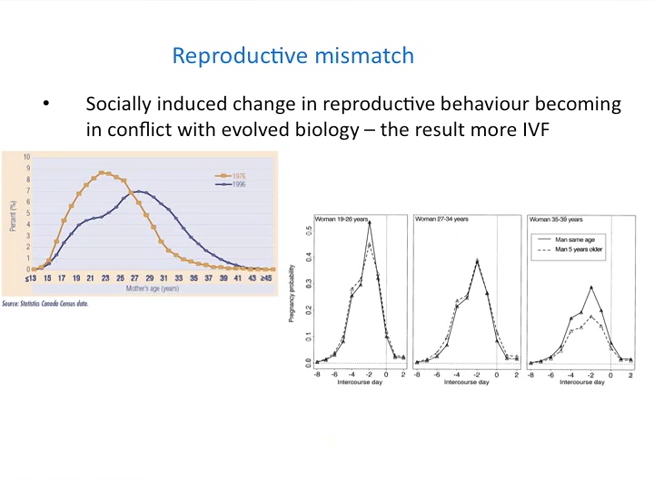 Reproductive mismatch
• Socially induced change in reproductive behaviour becoming
in conflict with evolved biology – the result more IVF
10
9
8
7
6
5
4
3
2
1
0
Percent (%)
1976
1996
≤13 15 17 19 21 23 25 27 29 31 33 35 37 39 41 43 ≥45
Mother's age (years)
Source: Statistics Canada Census data.
Pregnancy probability
0.5
0.4
0.3
0.2
0.1
0.0
Woman 19-26 years
-8 -6 -4 -2 0 2
Intercourse day
Woman 27-34 years
-8 -6 -4 -2 0 2
Intercourse day
Woman 35-39 years
Man same age
Man 5 years older
-8 -6 -4 -2 0 2
Intercourse day